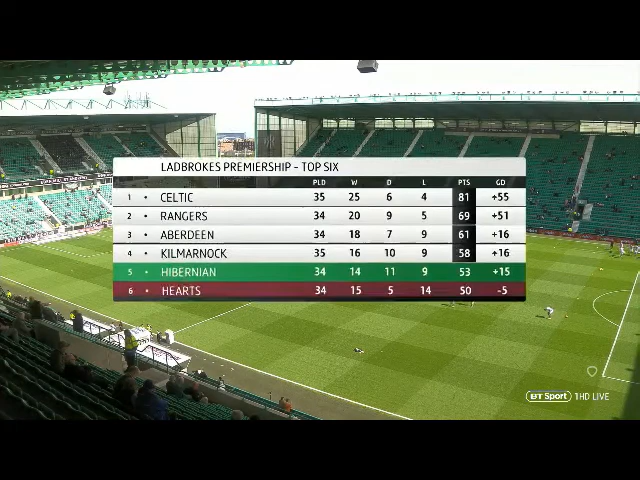 LADBROKES PREMIERSHIP - TOP SIX
PLD W D L PTS GD
1 • CELTIC 35 25 6 4 81 +55
2 • RANGERS 34 20 9 5 69 +51
3 • ABERDEEN 34 18 7 9 61 +16
4 • KILMARNOCK 35 16 10 9 58 +16
5 • HIBERNIAN 34 14 11 9 53 +15
6 • HEARTS 34 15 5 14 50 -5
BT Sport 1HD LIVE